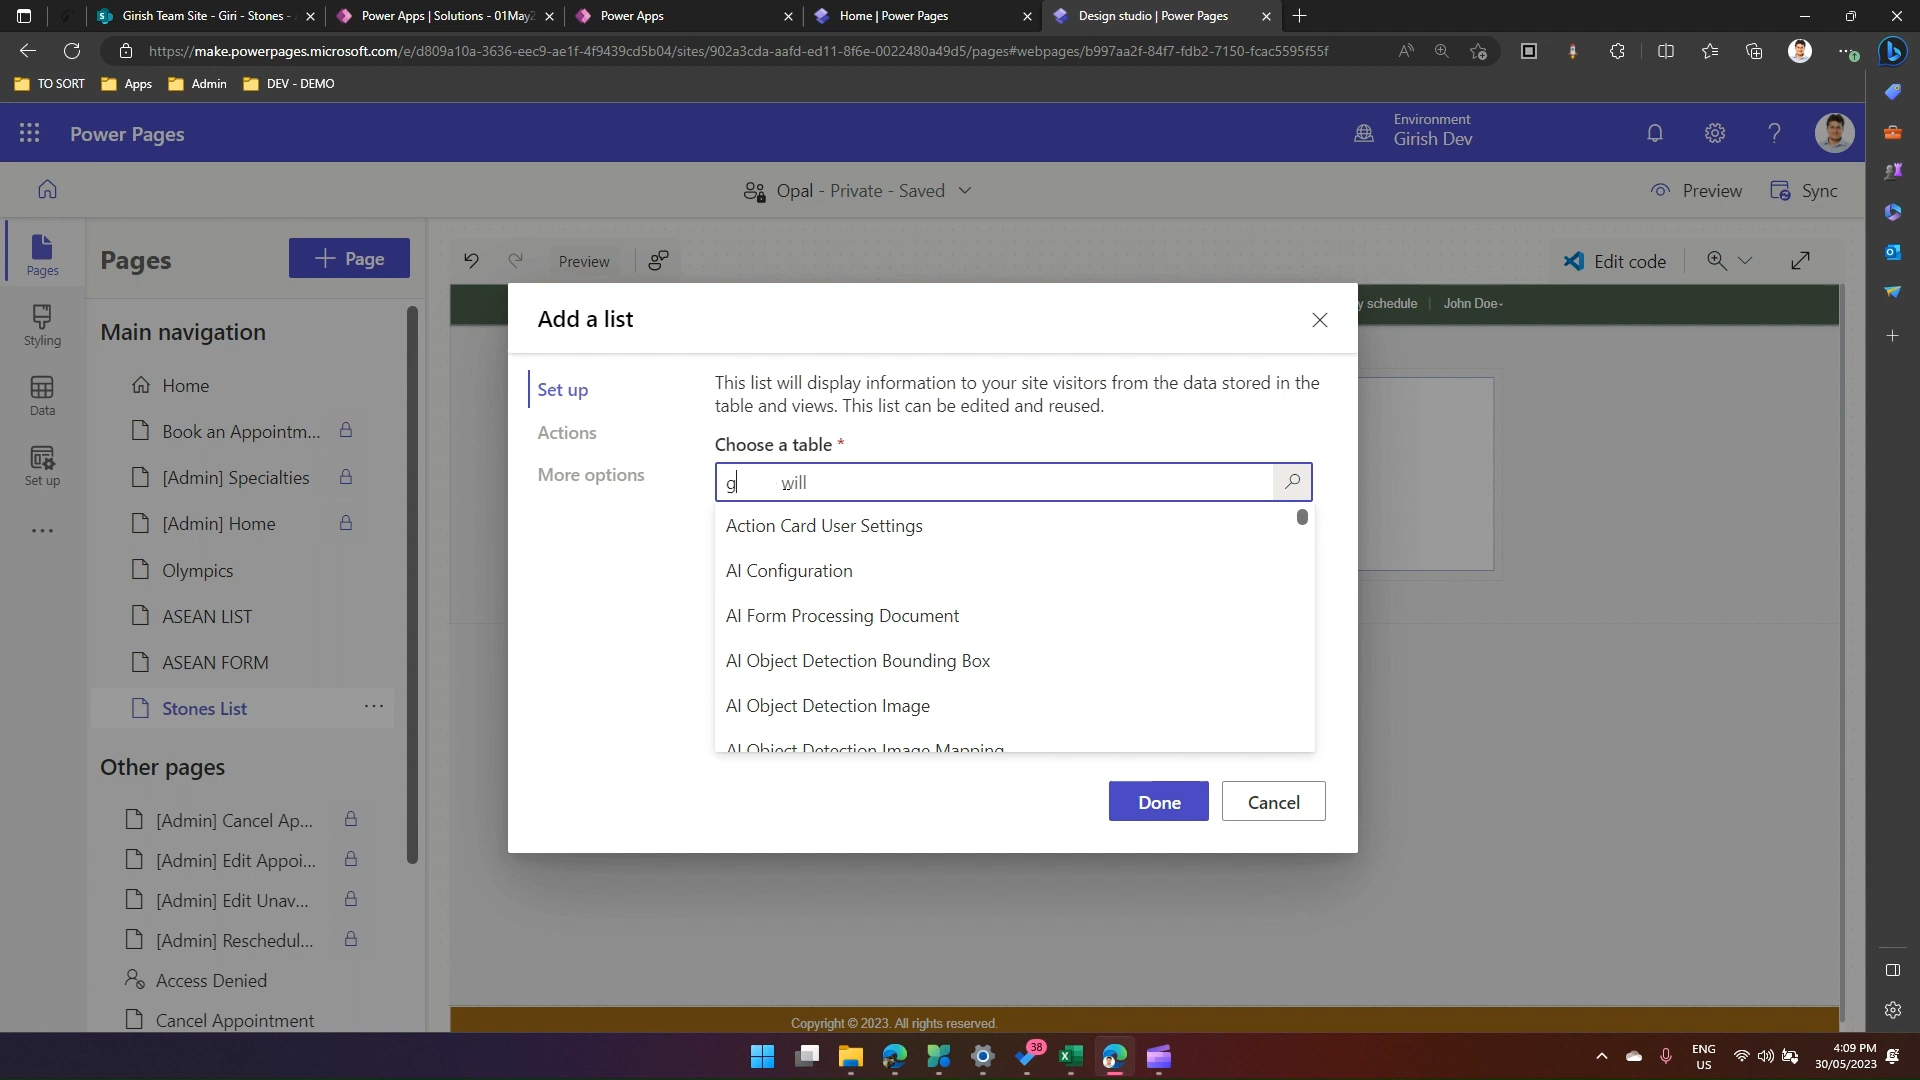 Girish Team Site - Giri - Stones -
Power Apps | Solutions - 01May2
Power Apps
Home | Power Pages
Design studio | Power Pages
https://make.powerpages.microsoft.com/e/d809a10a-3636-eec9-ae1f-4f9439cd5b04/sites/902a3cda-aafd-ed11-8f6e-0022480a49d5/pages#webpages/b997aa2f-84f7-fdb2-7150-fcac5595f55f
TO SORT
Apps
Admin
DEV - DEMO
Power Pages
Environment
Girish Dev
Opal - Private - Saved
Preview
Sync
Pages
Styling
Data
Set up
Pages
+ Page
Main navigation
Home
Book an Appointm...
[Admin] Specialties
[Admin] Home
Olympics
ASEAN LIST
ASEAN FORM
Stones List
Other pages
[Admin] Cancel Ap...
[Admin] Edit Appoi...
[Admin] Edit Unav...
[Admin] Reschedul...
Access Denied
Cancel Appointment
Preview
Edit code
y schedule
John Doe
Add a list
Set up
Actions
More options
This list will display information to your site visitors from the data stored in the
table and views. This list can be edited and reused.
Choose a table *
g will
Action Card User Settings
AI Configuration
AI Form Processing Document
AI Object Detection Bounding Box
AI Object Detection Image
AI Object Detection Image Mapping
Done
Cancel
Copyright © 2023. All rights reserved.
38
ENG
US
4:09 PM
30/05/2023